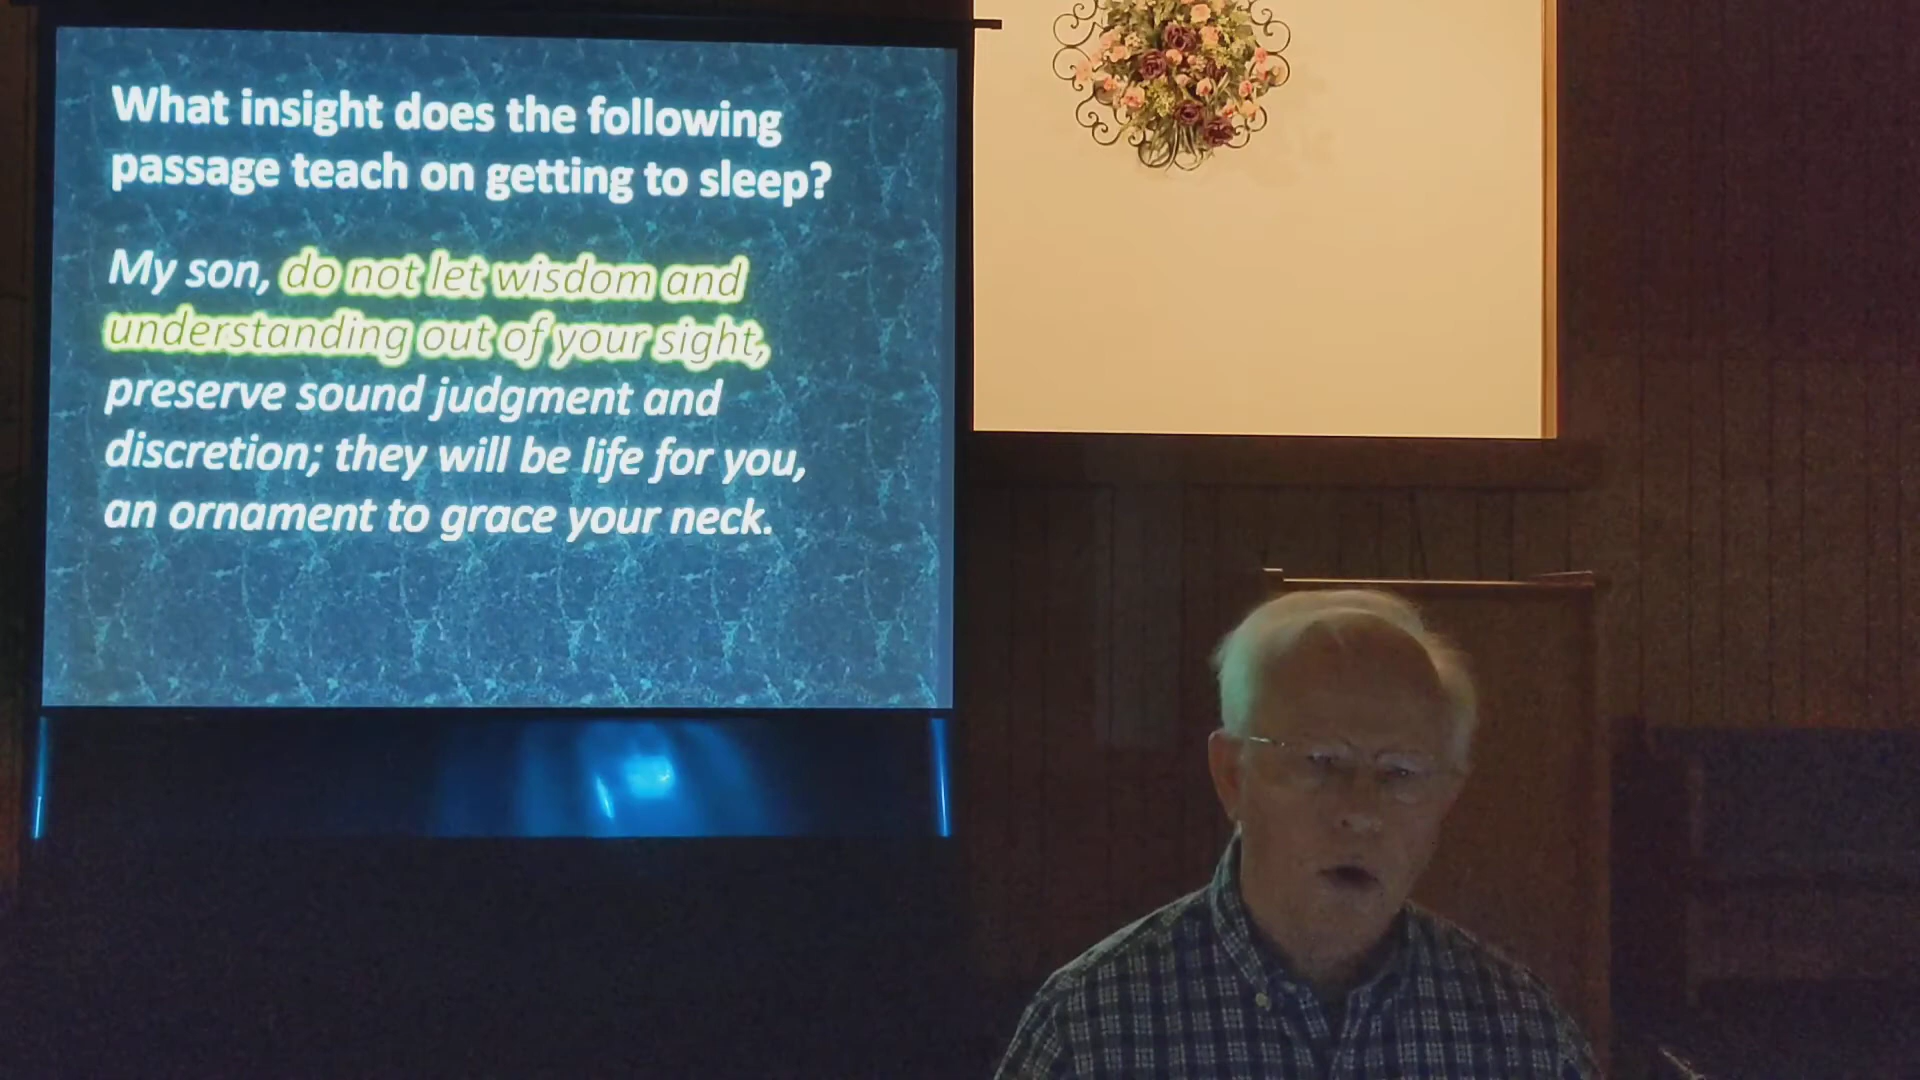 What insight does the following
passage teach on getting to sleep?
My son, do not let wisdom and
understanding out of your sight,
preserve sound judgment and
discretion; they will be life for you,
an ornament to grace your neck.